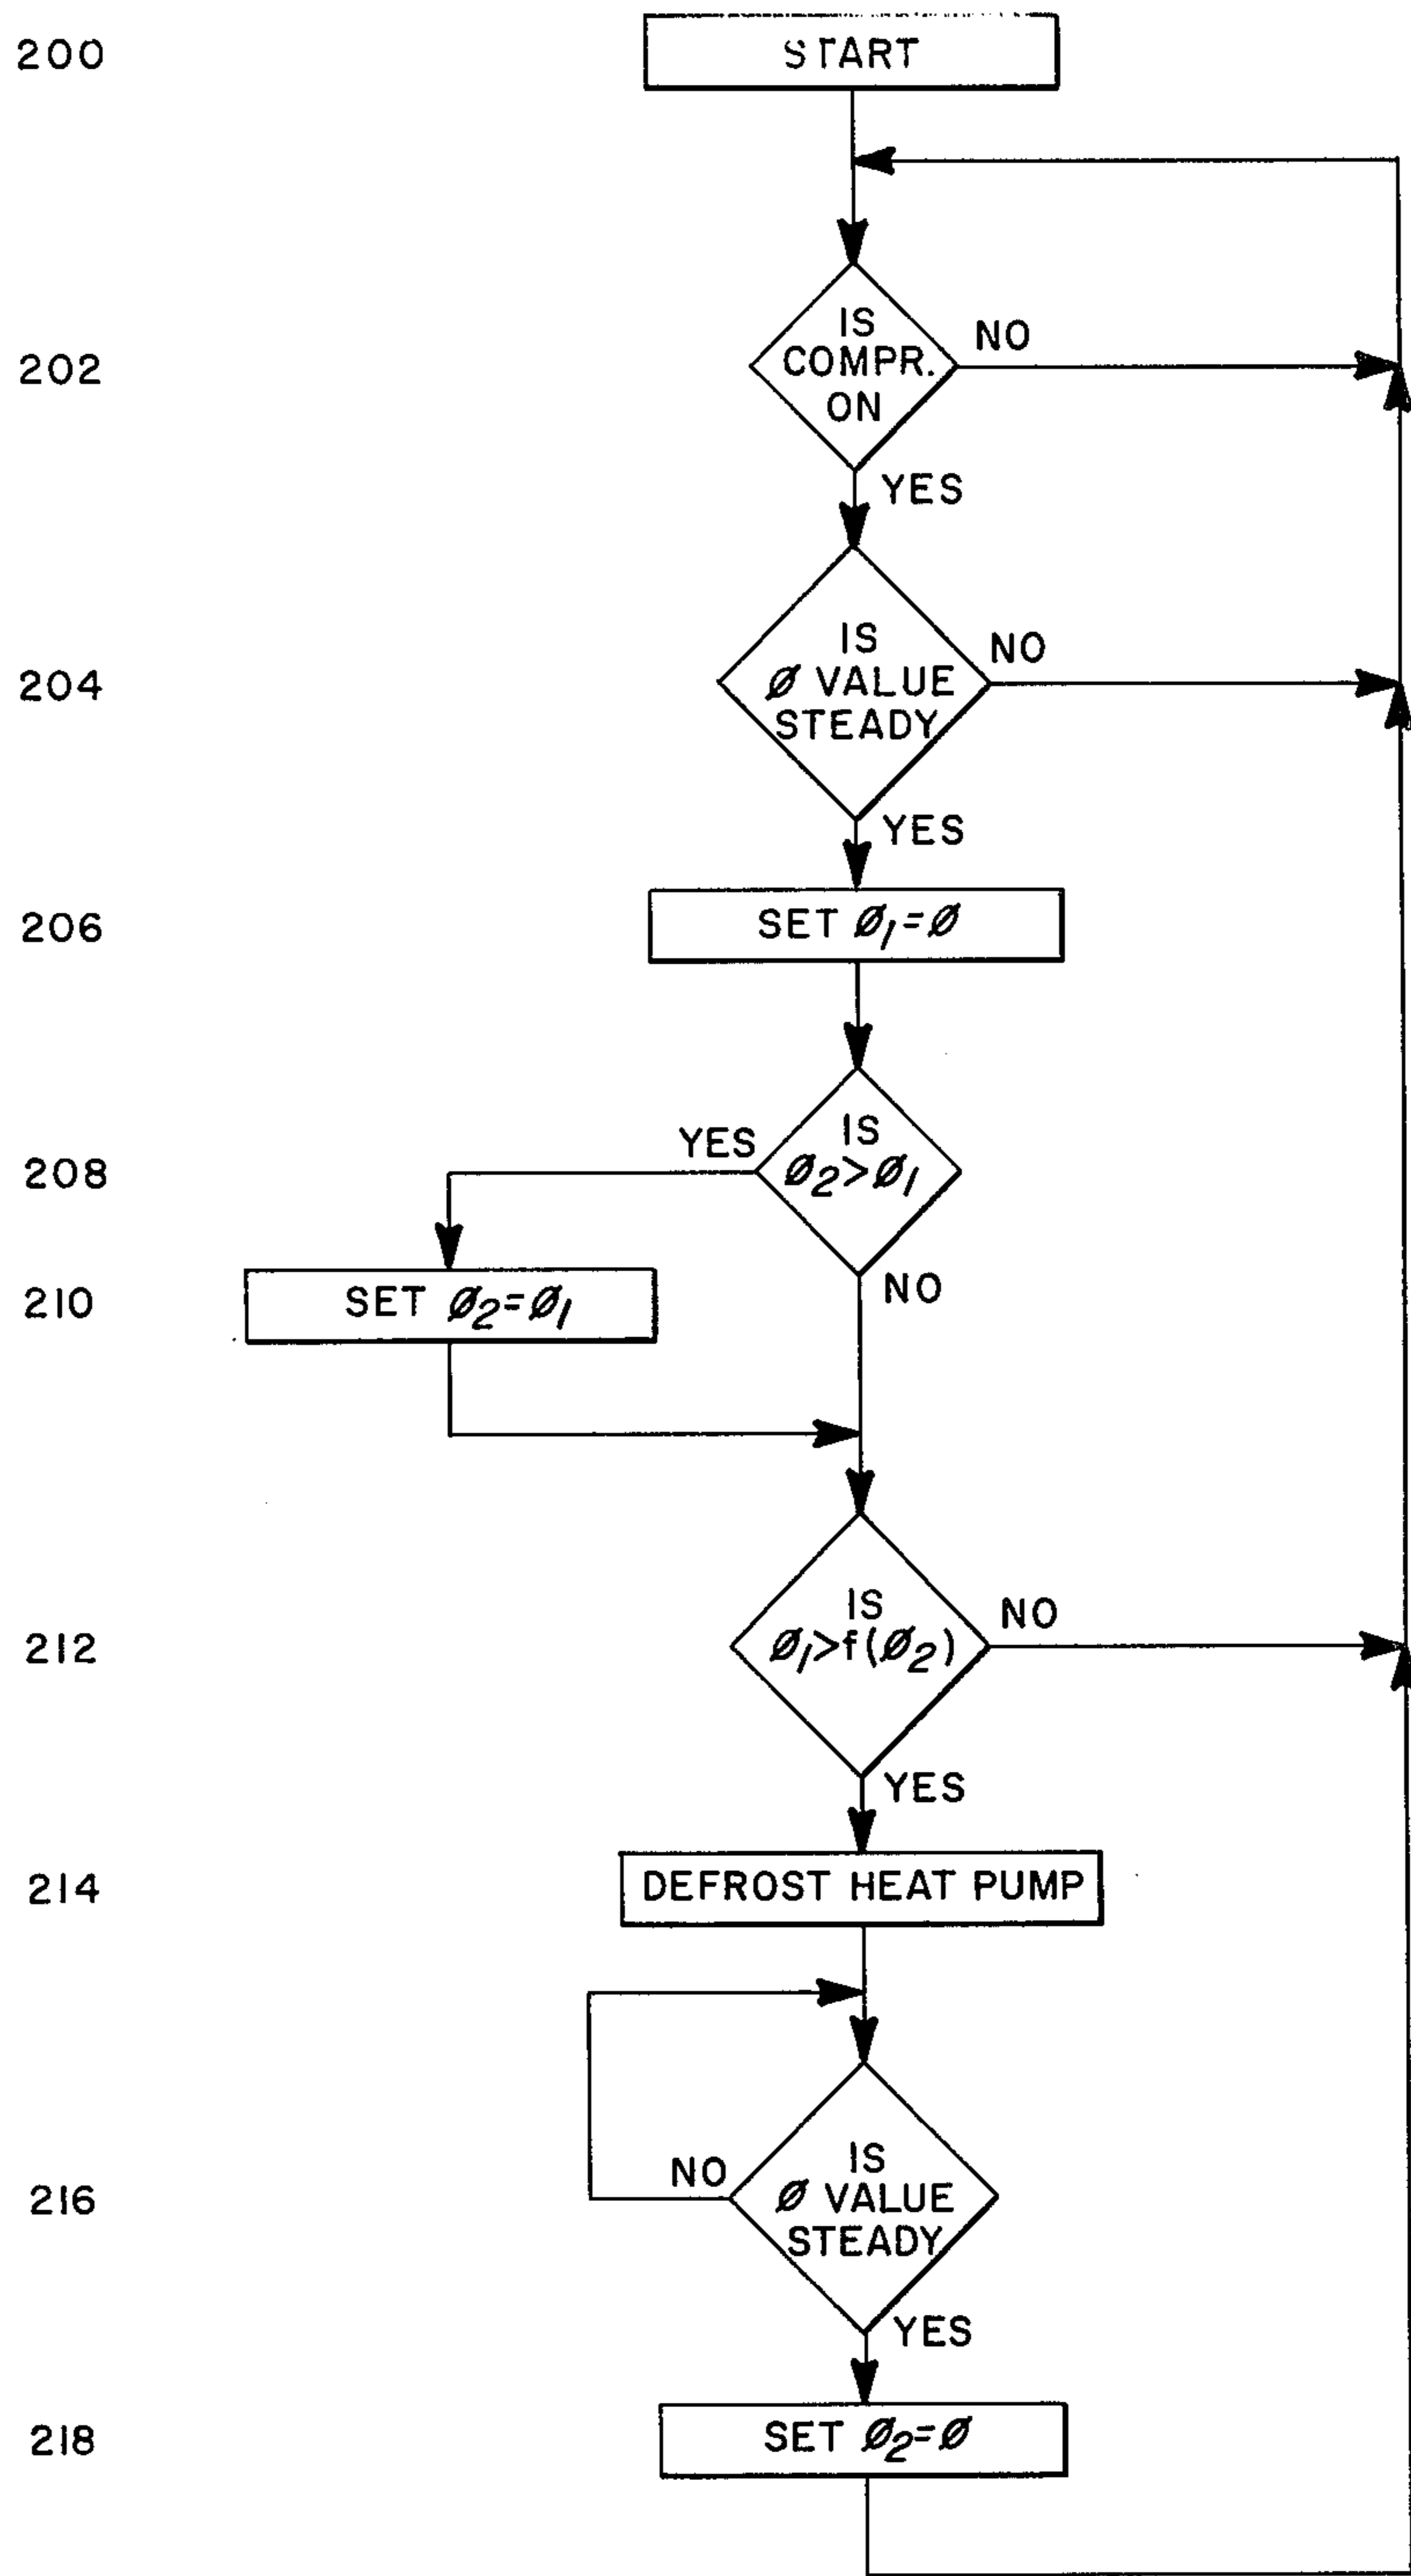 200
START
202
IS
COMPR.
ON
NO
YES
204
IS
Ø VALUE
STEADY
NO
YES
206
SET Ø₁=Ø
208
YES
IS
Ø₂>Ø₁
NO
210
SET Ø₂=Ø₁
212
IS
Ø₁>f(Ø₂)
NO
YES
214
DEFROST HEAT PUMP
216
NO
IS
Ø VALUE
STEADY
YES
218
SET Ø₂=Ø